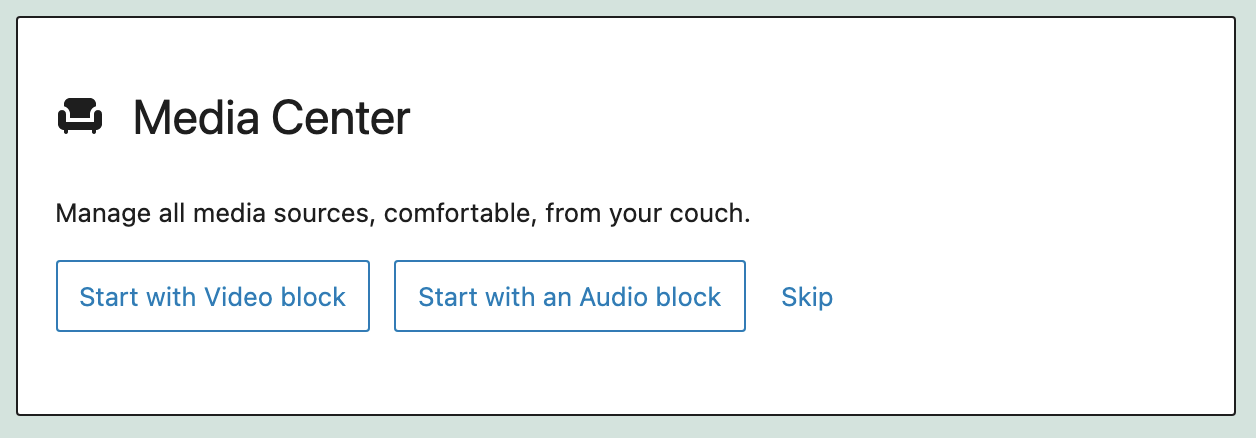 Media Center
Manage all media sources, comfortable, from your couch.
Start with Video block
Start with an Audio block
Skip